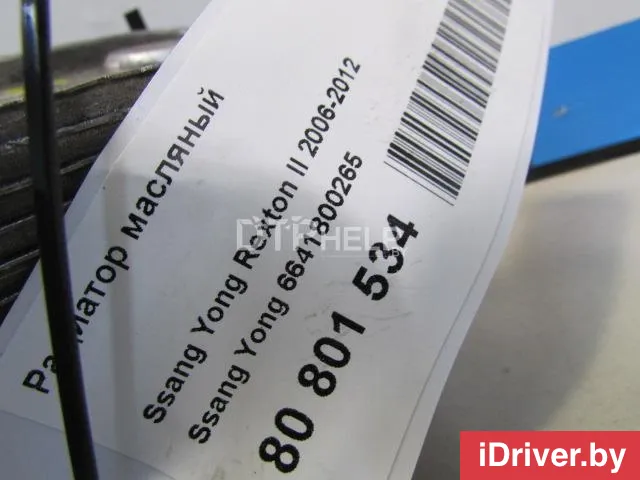 Радиатор масляный
Ssang Yong Rexton II 2006-2012
Ssang Yong 6641800265
80 801 534
iDriver.by